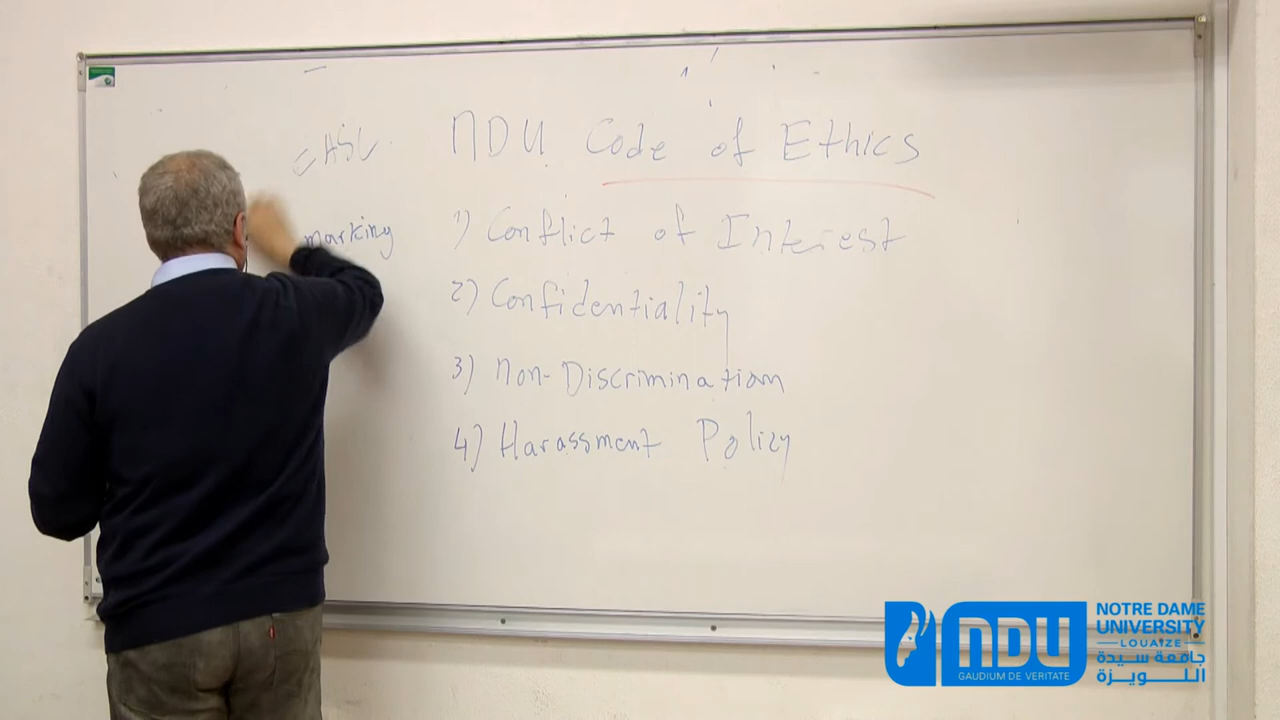 NDU Code of Ethics
marking
1) Conflict of Interest
2) Confidentiality
3) Non-Discrimination
4) Harassment Policy
NDU
GAUDIUM DE VERITATE
NOTRE DAME
UNIVERSITY
LOUAIZE
جامعة سيدة
اللويزة